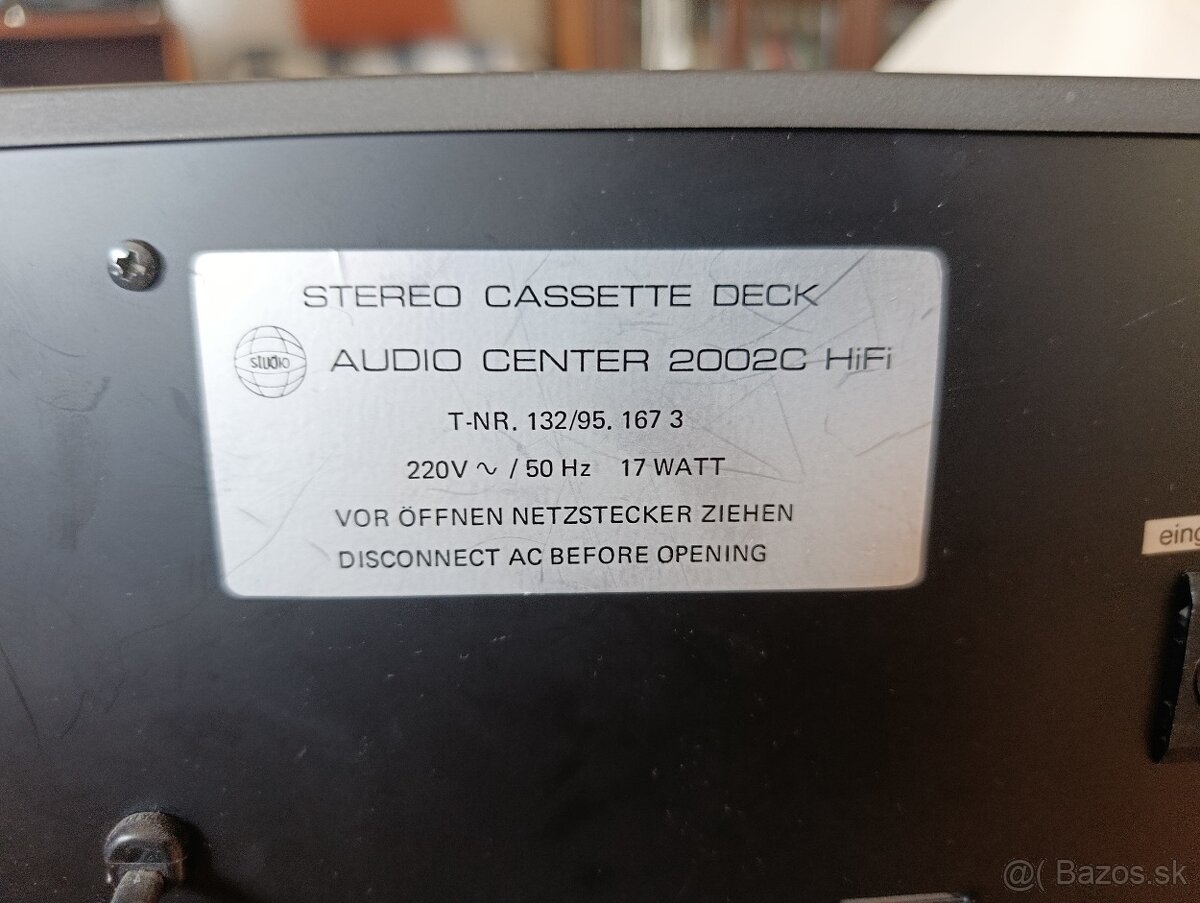 STEREO CASSETTE DECK
STUDIO
AUDIO CENTER 2002C HiFi
T-NR. 132/95. 167 3
220V ~ / 50 Hz 17 WATT
VOR ÖFFNEN NETZSTECKER ZIEHEN
DISCONNECT AC BEFORE OPENING
@( Bazos.sk